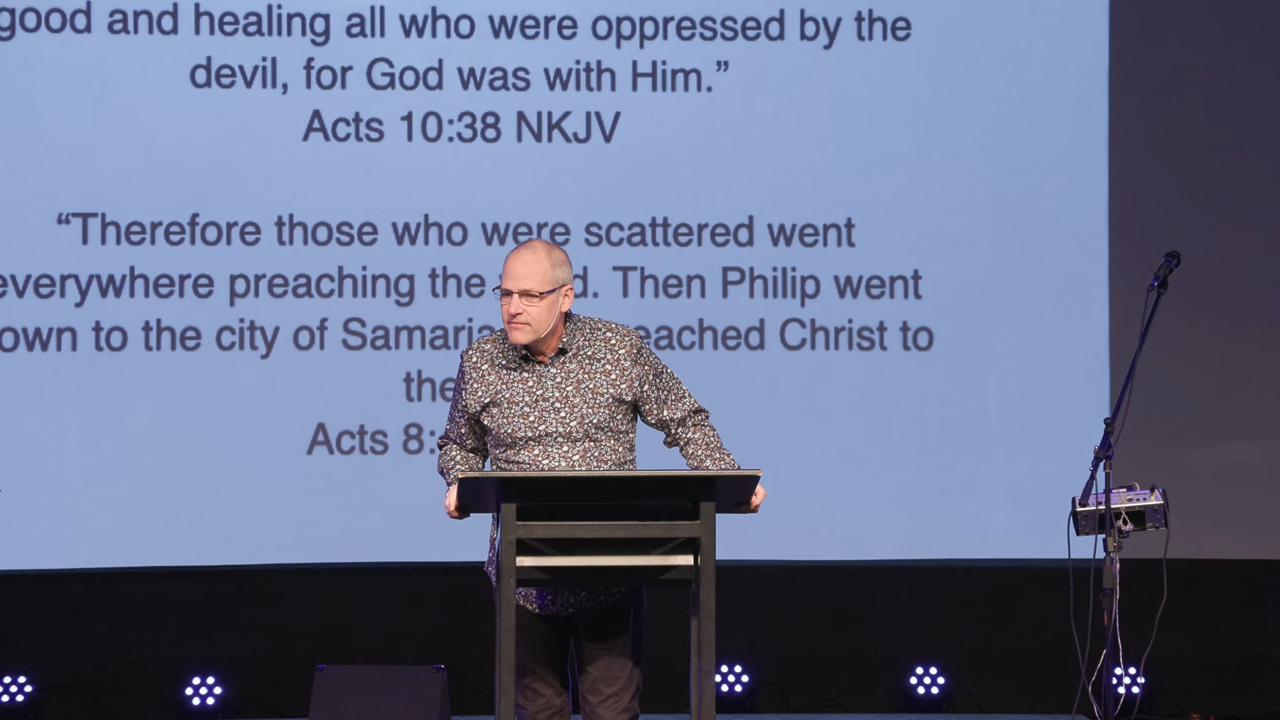 good and healing all who were oppressed by the
devil, for God was with Him.”
Acts 10:38 NKJV
“Therefore those who were scattered went
everywhere preaching the . Then Philip went
own to the city of Samaria eached Christ to
the
Acts 8: